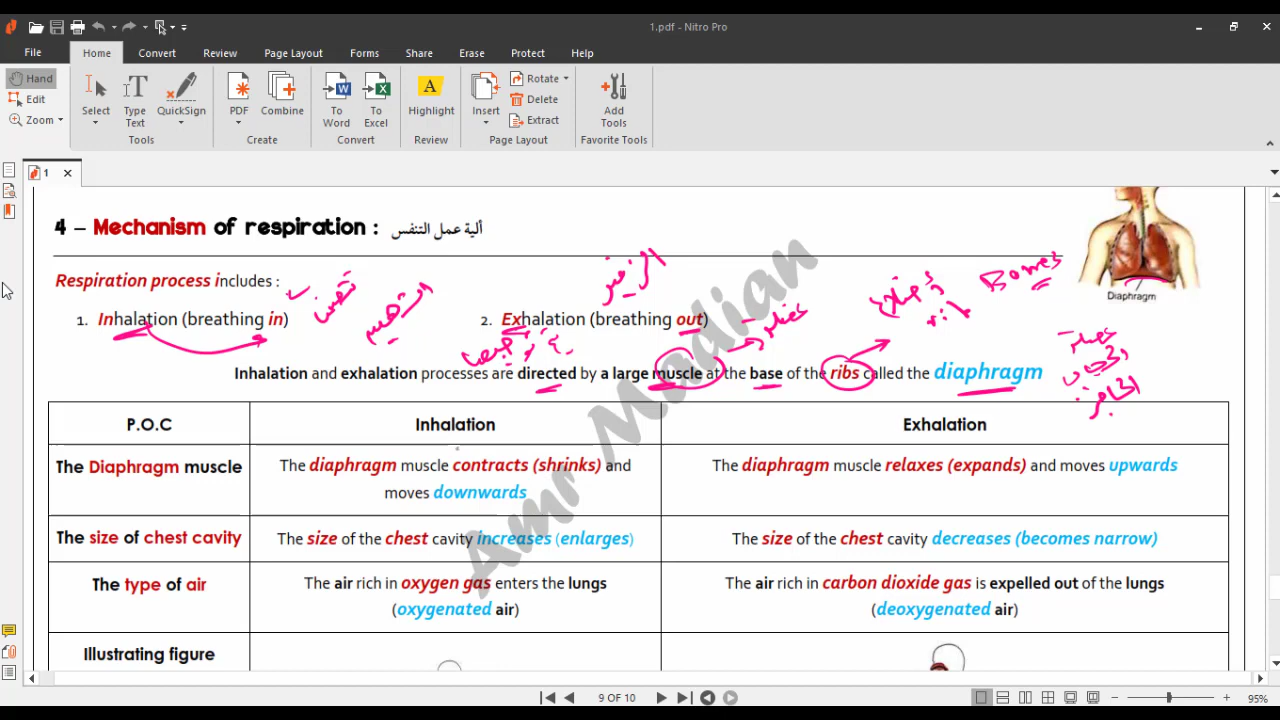 1.pdf - Nitro Pro
File Home Convert Review Page Layout Forms Share Erase Protect Help
Hand
Edit
Zoom
Select
Type Text
QuickSign
Tools
PDF
Combine
Create
To Word
To Excel
Convert
Highlight
Review
Insert
Rotate
Delete
Extract
Page Layout
Add Tools
Favorite Tools
1
4 – Mechanism of respiration : ألية عمل التنفس
Diaphragm
Bones
Respiration process includes :
1. Inhalation (breathing in)
2. Exhalation (breathing out)
Inhalation and exhalation processes are directed by a large muscle at the base of the ribs called the diaphragm
P.O.C Inhalation Exhalation
The Diaphragm muscle
The diaphragm muscle contracts (shrinks) and
moves downwards
The diaphragm muscle relaxes (expands) and moves upwards
The size of chest cavity
The size of the chest cavity increases (enlarges)
The size of the chest cavity decreases (becomes narrow)
The type of air
The air rich in oxygen gas enters the lungs
(oxygenated air)
The air rich in carbon dioxide gas is expelled out of the lungs
(deoxygenated air)
Illustrating figure
Amr Madian
9 OF 10
95%